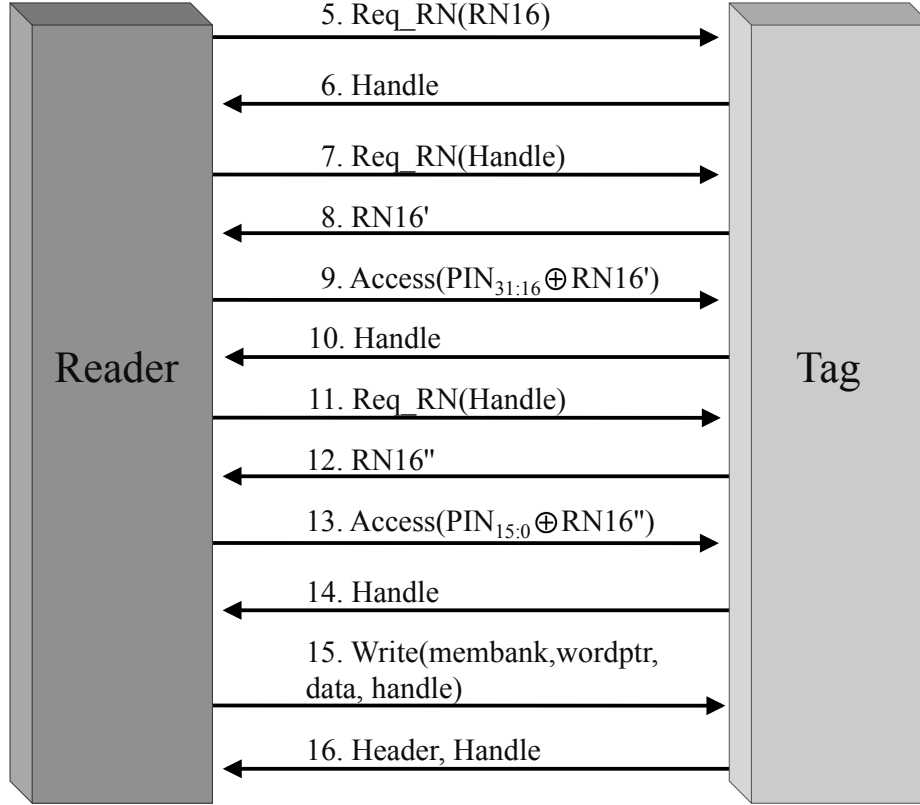 5. Req_RN(RN16)
6. Handle
7. Req_RN(Handle)
8. RN16'
9. Access(PIN31:16⊕RN16')
10. Handle
Reader
Tag
11. Req_RN(Handle)
12. RN16"
13. Access(PIN15:0⊕RN16")
14. Handle
15. Write(membank,wordptr,
data, handle)
16. Header, Handle